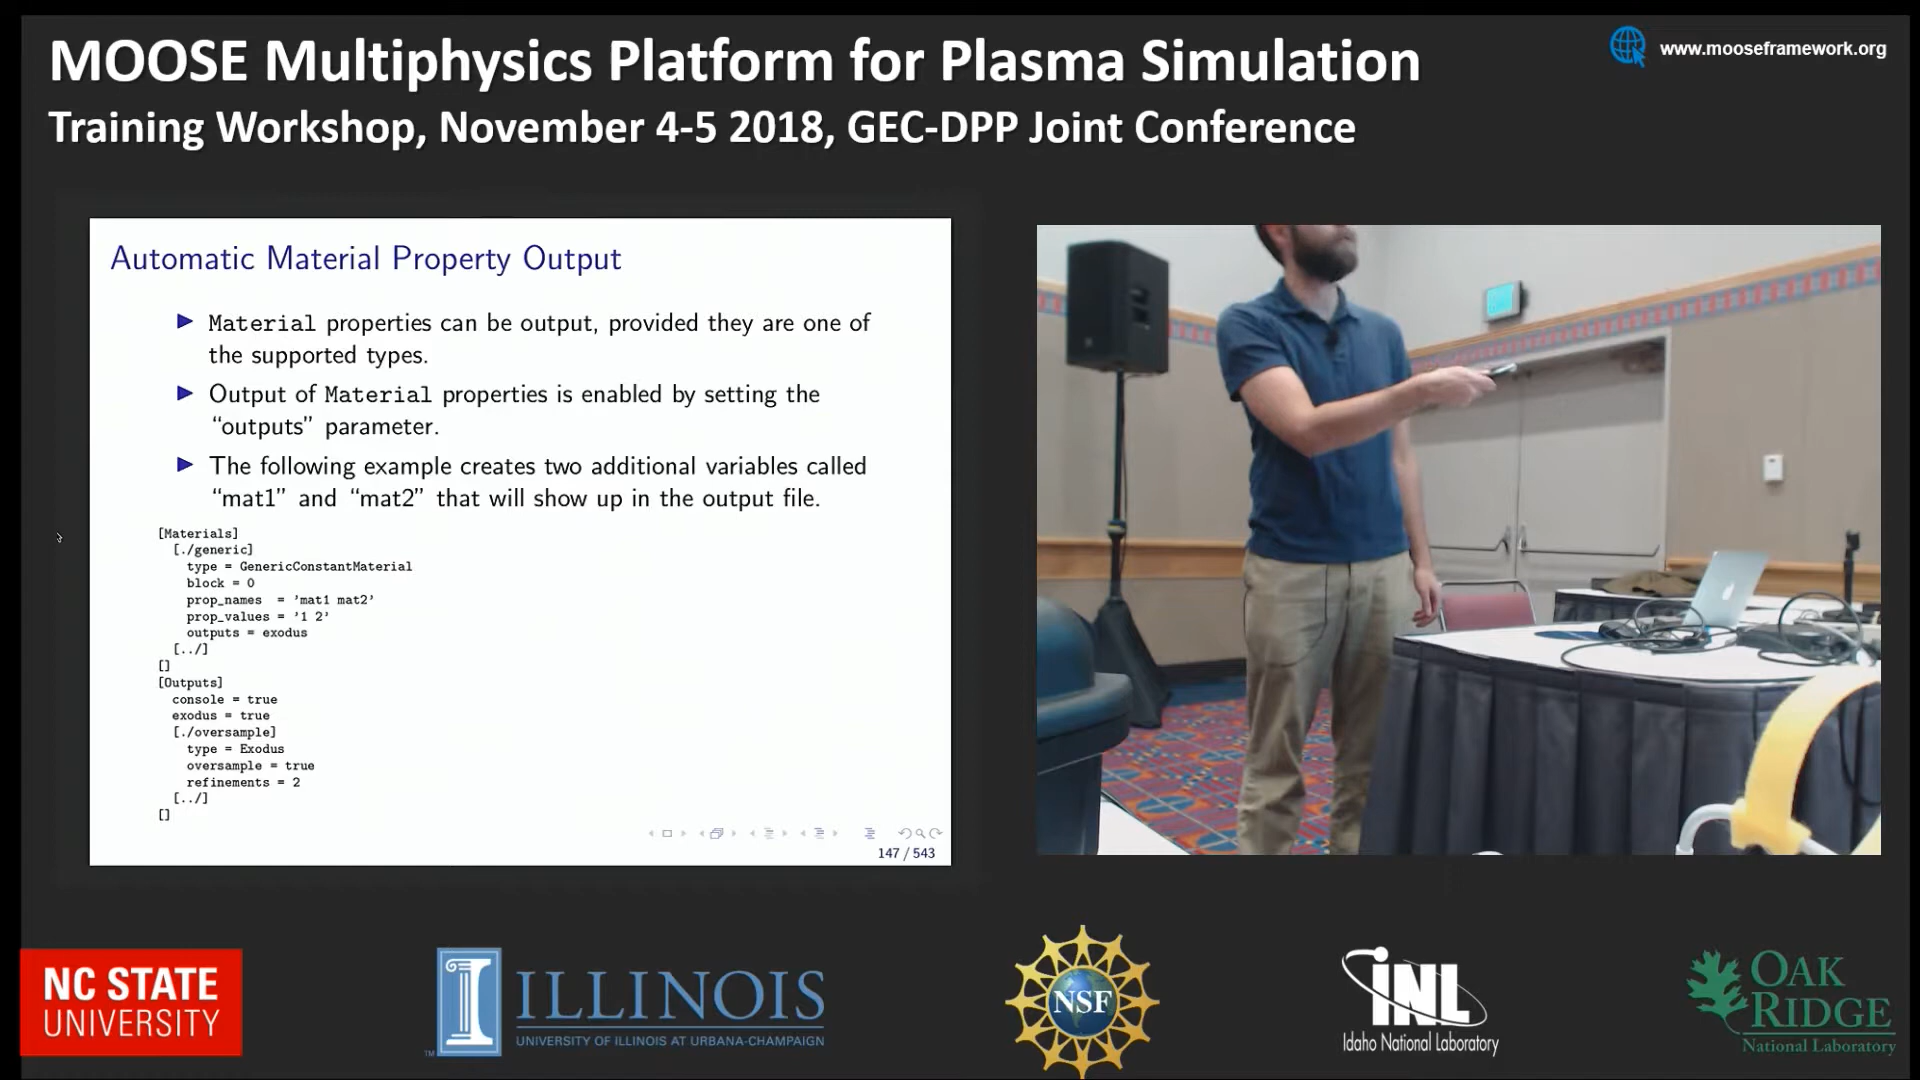 MOOSE Multiphysics Platform for Plasma Simulation
www.mooseframework.org
Training Workshop, November 4-5 2018, GEC-DPP Joint Conference
Automatic Material Property Output
Material properties can be output, provided they are one of
the supported types.
Output of Material properties is enabled by setting the
“outputs” parameter.
The following example creates two additional variables called
“mat1” and “mat2” that will show up in the output file.
[Materials]
[./generic]
type = GenericConstantMaterial
block = 0
prop_names = ’mat1 mat2’
prop_values = ’1 2’
outputs = exodus
[../]
[]
[Outputs]
console = true
exodus = true
[./oversample]
type = Exodus
oversample = true
refinements = 2
[../]
[]
147 / 543
NC STATE
UNIVERSITY
I ILLINOIS
UNIVERSITY OF ILLINOIS AT URBANA-CHAMPAIGN
TM
NSF
INL
Idaho National Laboratory
OAK
RIDGE
National Laboratory